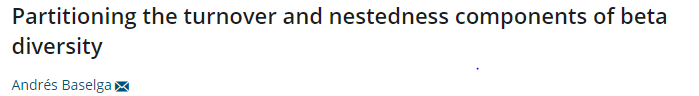 Partitioning the turnover and nestedness components of beta
diversity
Andrés Baselga